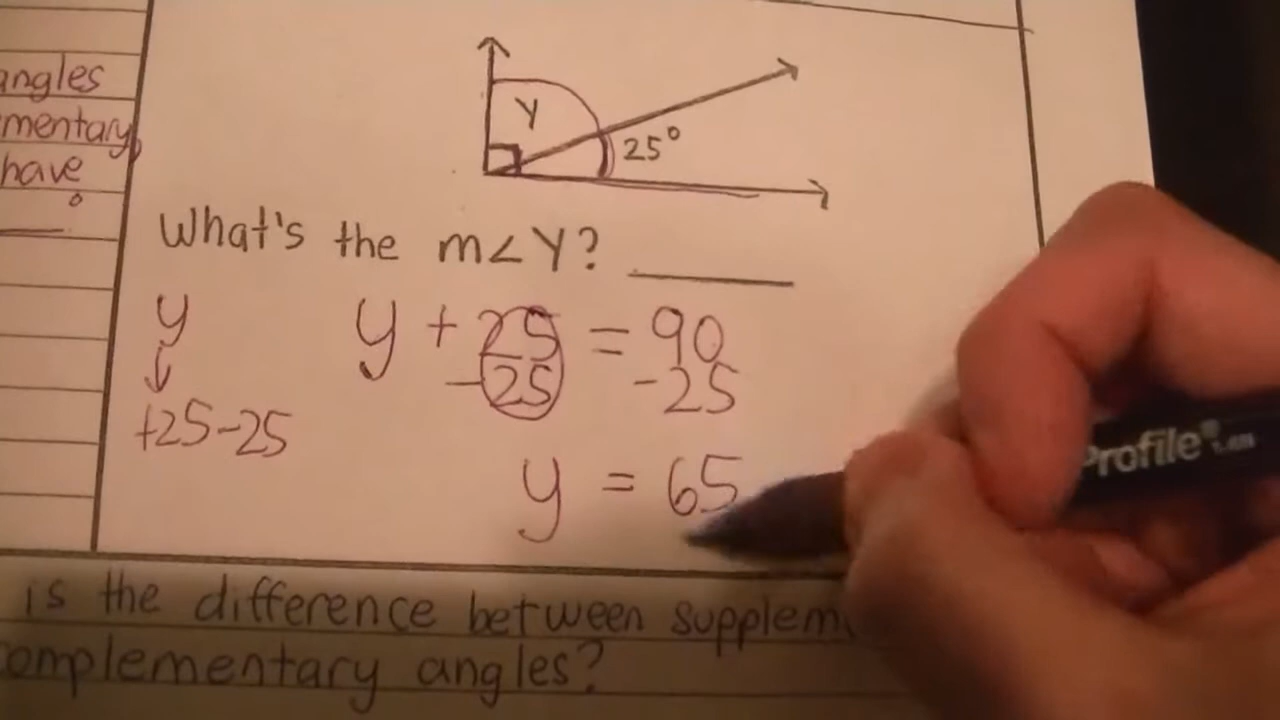 angles
mentary,
have
Y
25°
What's the m∠Y?
y
y + 25 = 90
-25 -25
+25-25
y = 65
Profile®
is the difference between supplem
omplementary angles?